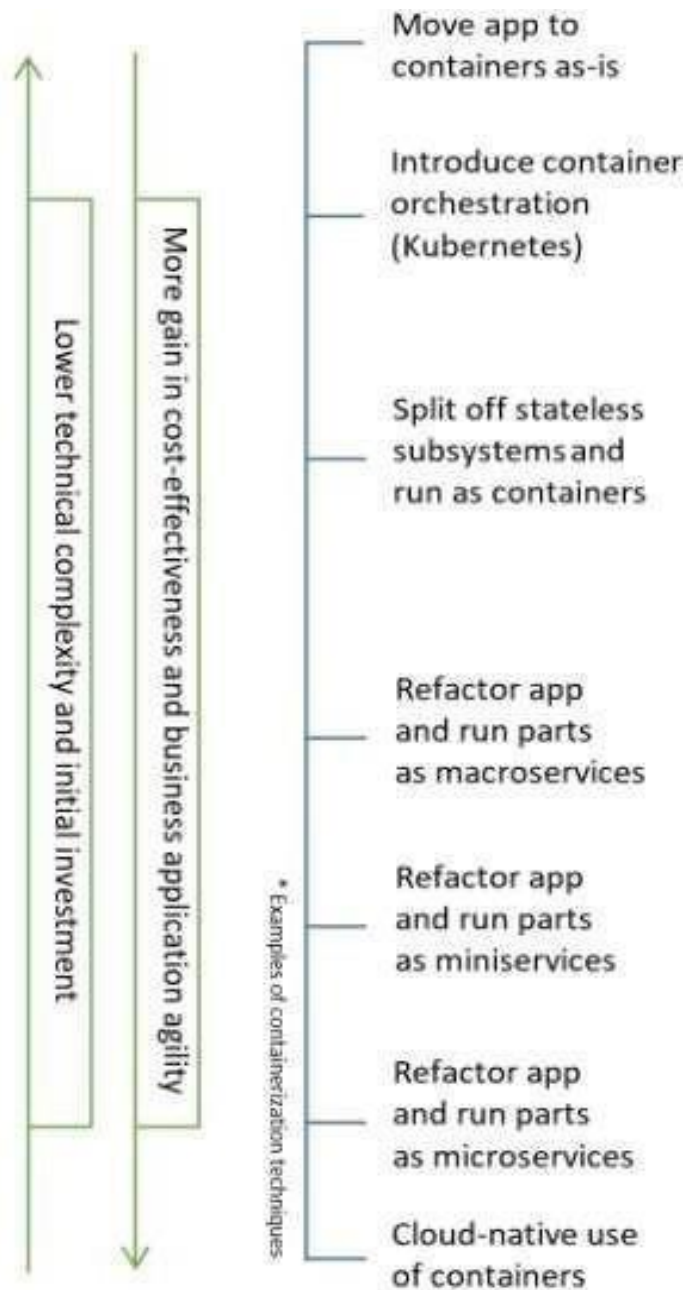 Move app to
containers as-is
Introduce container
orchestration
(Kubernetes)
Split off stateless
subsystems and
run as containers
Refactor app
and run parts
as macroservices
Refactor app
and run parts
as miniservices
Refactor app
and run parts
as microservices
Cloud-native use
of containers
* Examples of containerization techniques
More gain in cost-effectiveness and business application agility
Lower technical complexity and initial investment